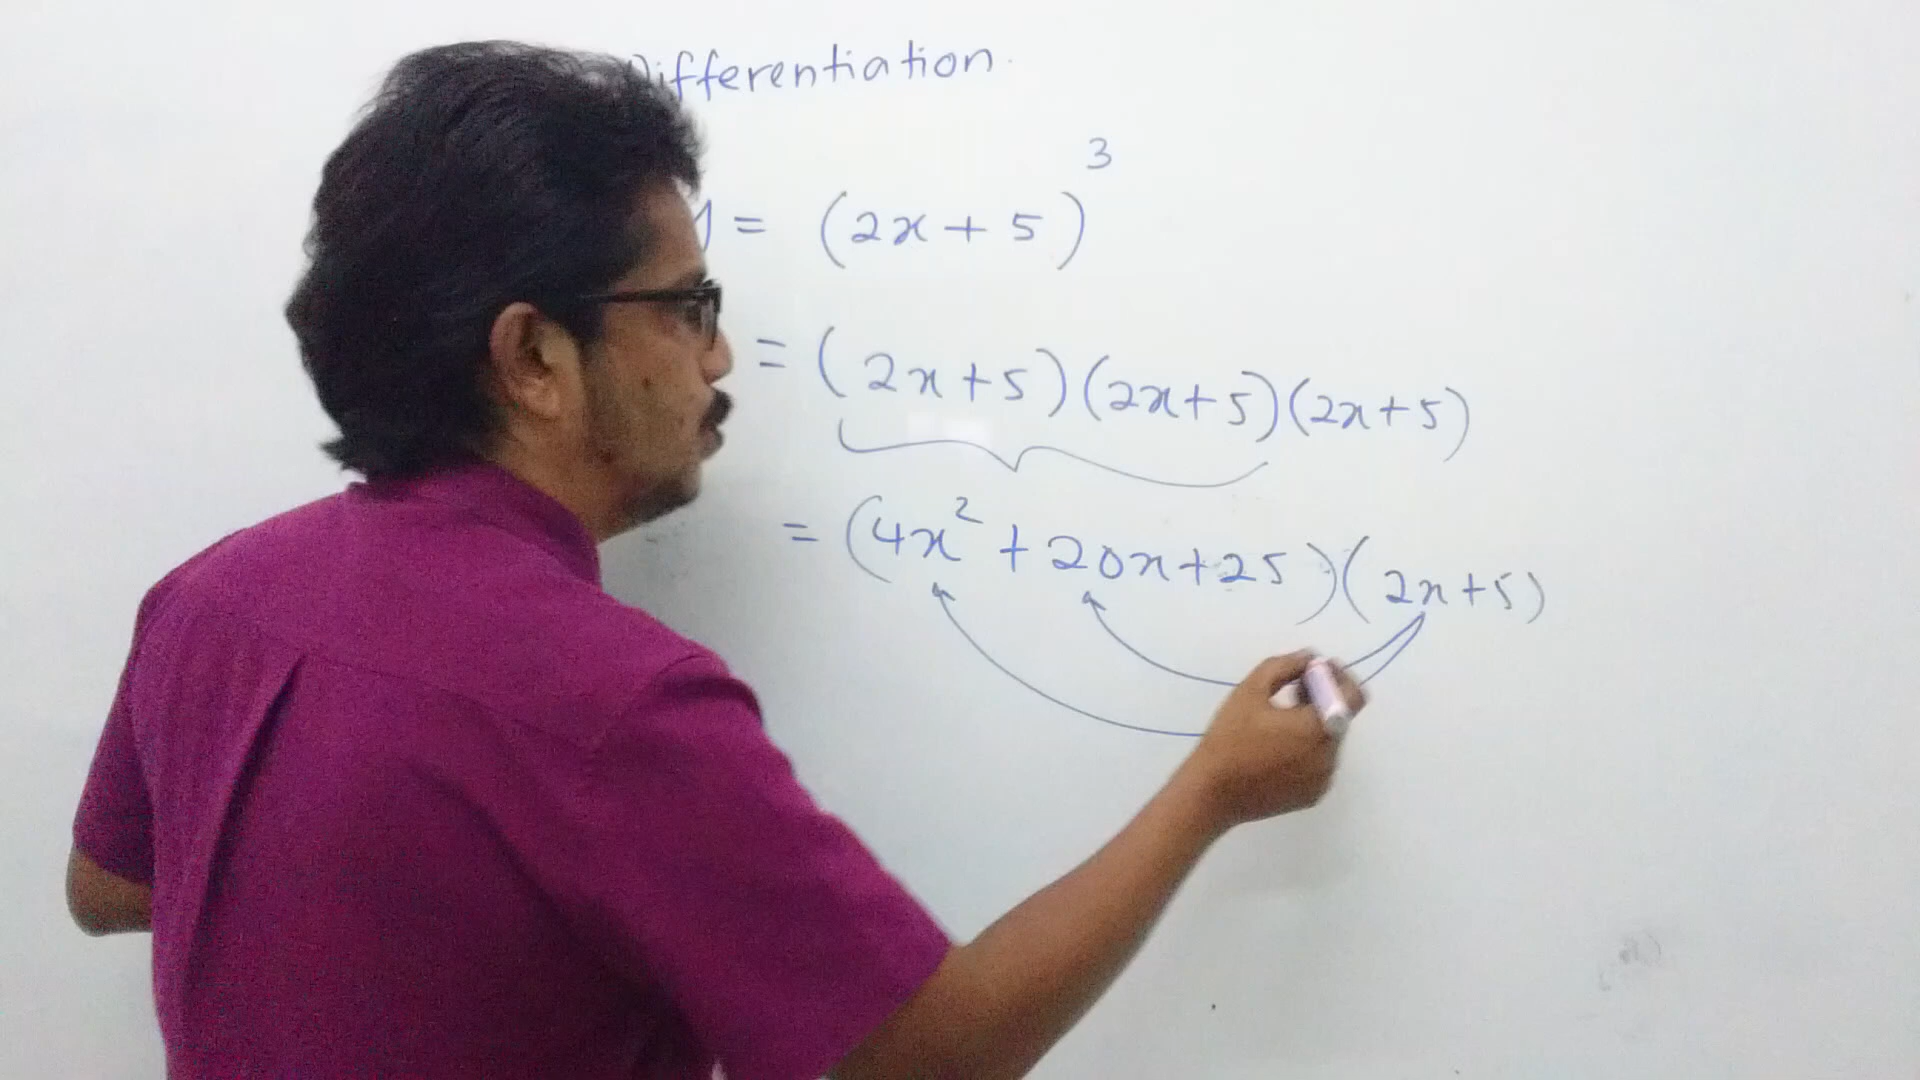 Differentiation
y = (2x + 5)³
= (2x + 5)(2x + 5)(2x + 5)
= (4x² + 20x + 25)(2x + 5)